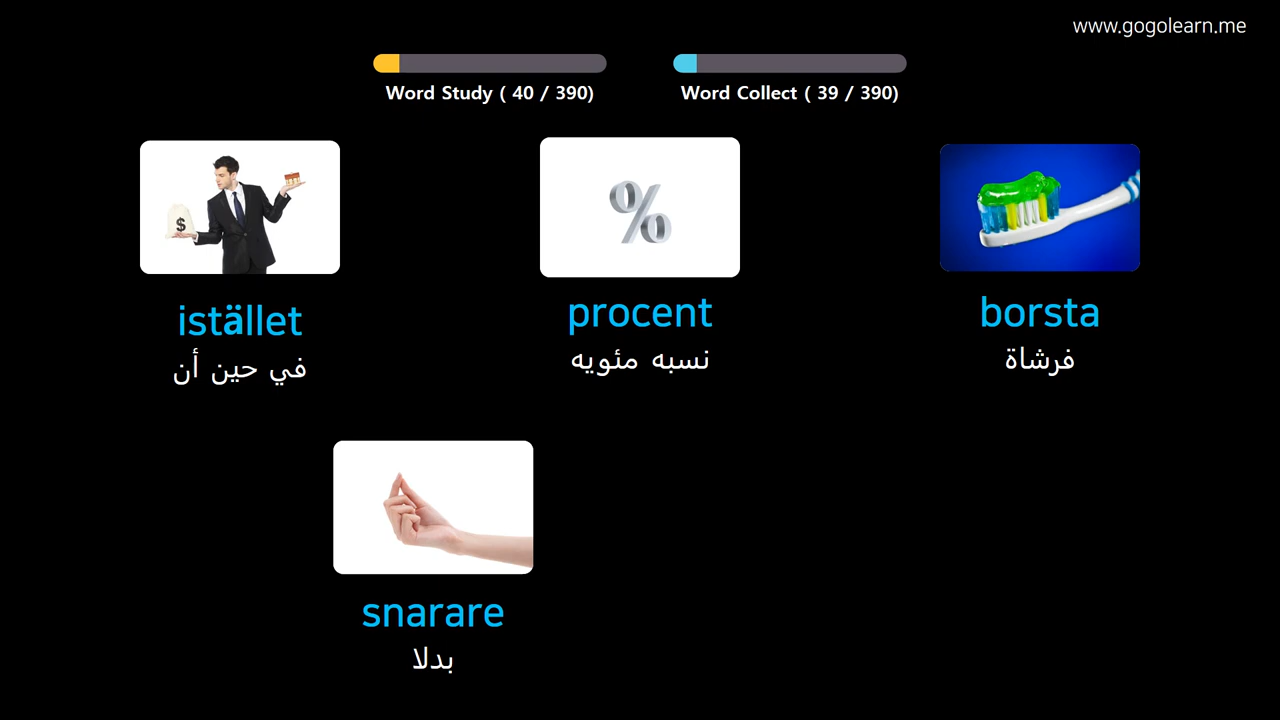 www.gogolearn.me
Word Study ( 40 / 390)
Word Collect ( 39 / 390)
$
%
istället
في حين أن
procent
نسبه مئويه
borsta
فرشاة
snarare
بدلا